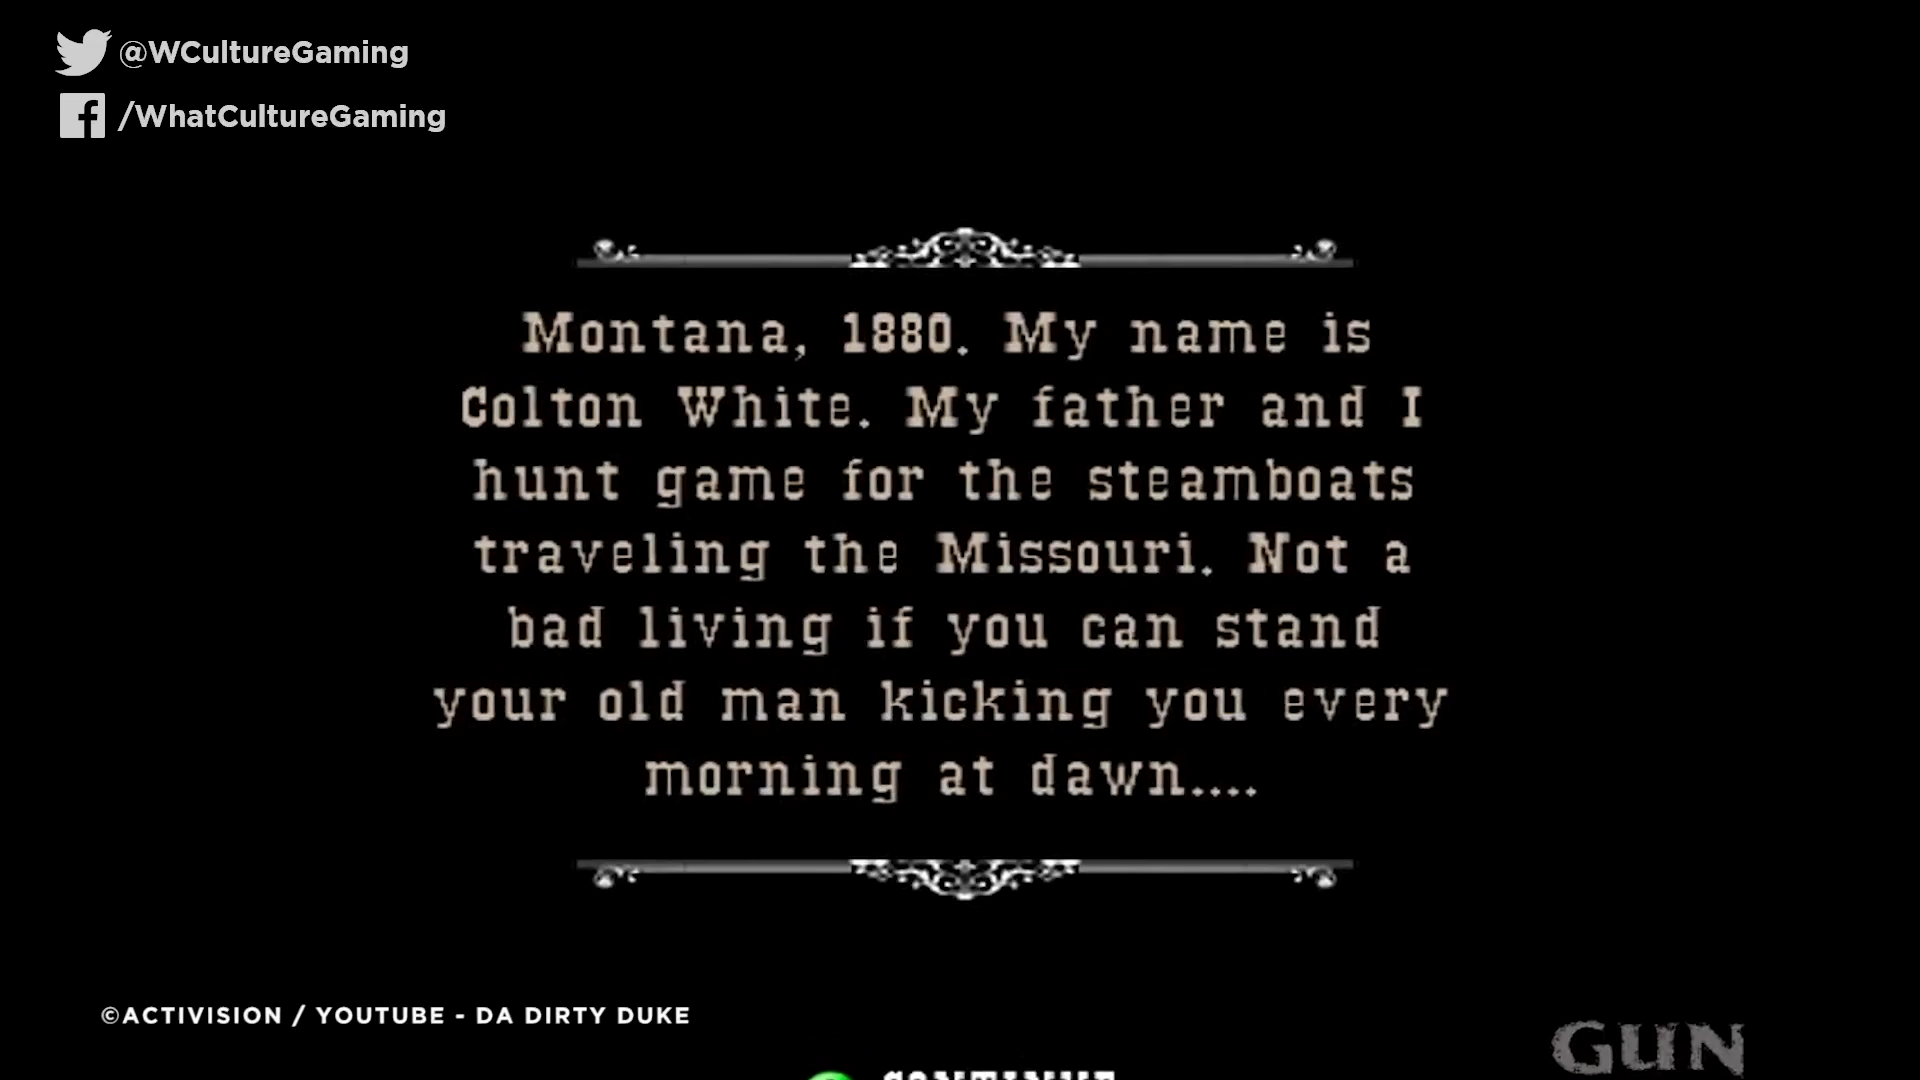 @WCultureGaming
/WhatCultureGaming
Montana, 1880. My name is
Colton White. My father and I
hunt game for the steamboats
traveling the Missouri. Not a
bad living if you can stand
your old man kicking you every
morning at dawn....
©ACTIVISION / YOUTUBE - DA DIRTY DUKE
GUN
CONTINUE